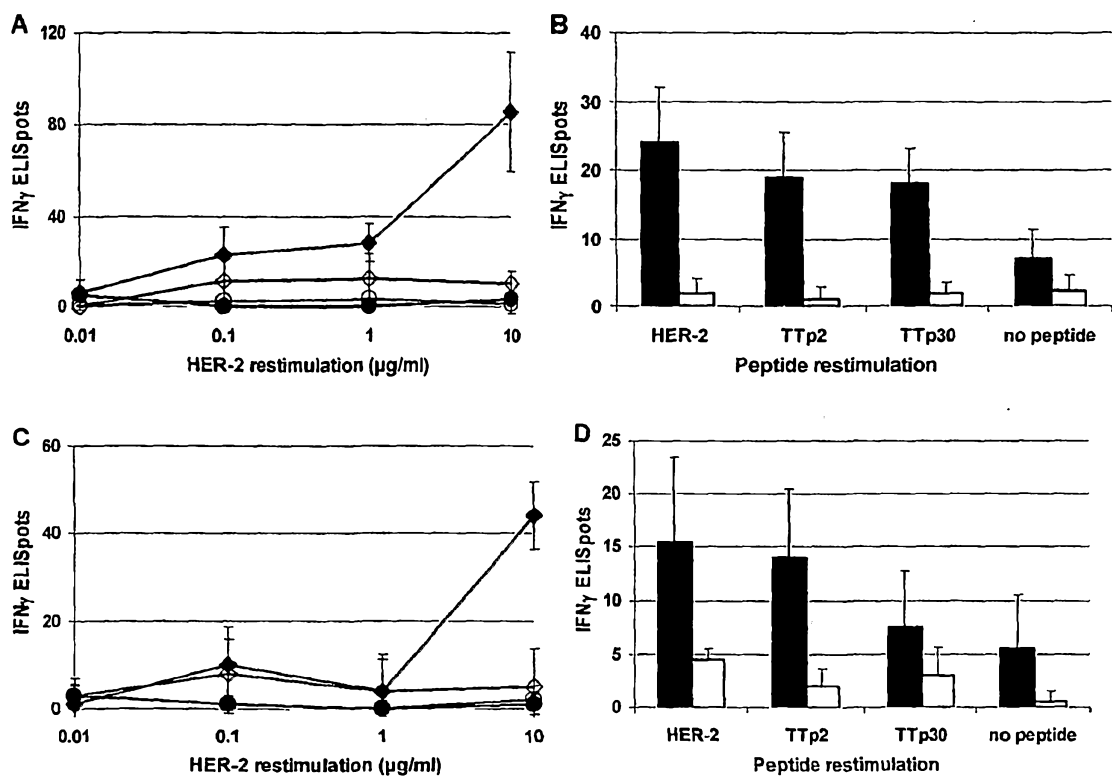 A
120
80
40
0
IFNγ ELISpots
0.01 0.1 1 10
HER-2 restimulation (µg/ml)
B
40
30
20
10
0
IFNγ ELISpots
HER-2 TTp2 TTp30 no peptide
Peptide restimulation
C
60
40
20
0
IFNγ ELISpots
0.01 0.1 1 10
HER-2 restimulation (µg/ml)
D
25
20
15
10
5
0
IFNγ ELISpots
HER-2 TTp2 TTp30 no peptide
Peptide restimulation